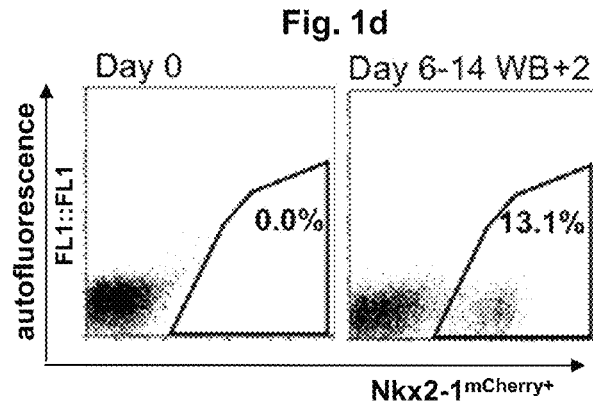 Fig. 1d
Day 0
Day 6-14 WB+2
autofluorescence
FL1::FL1
0.0%
13.1%
Nkx2-1mCherry+